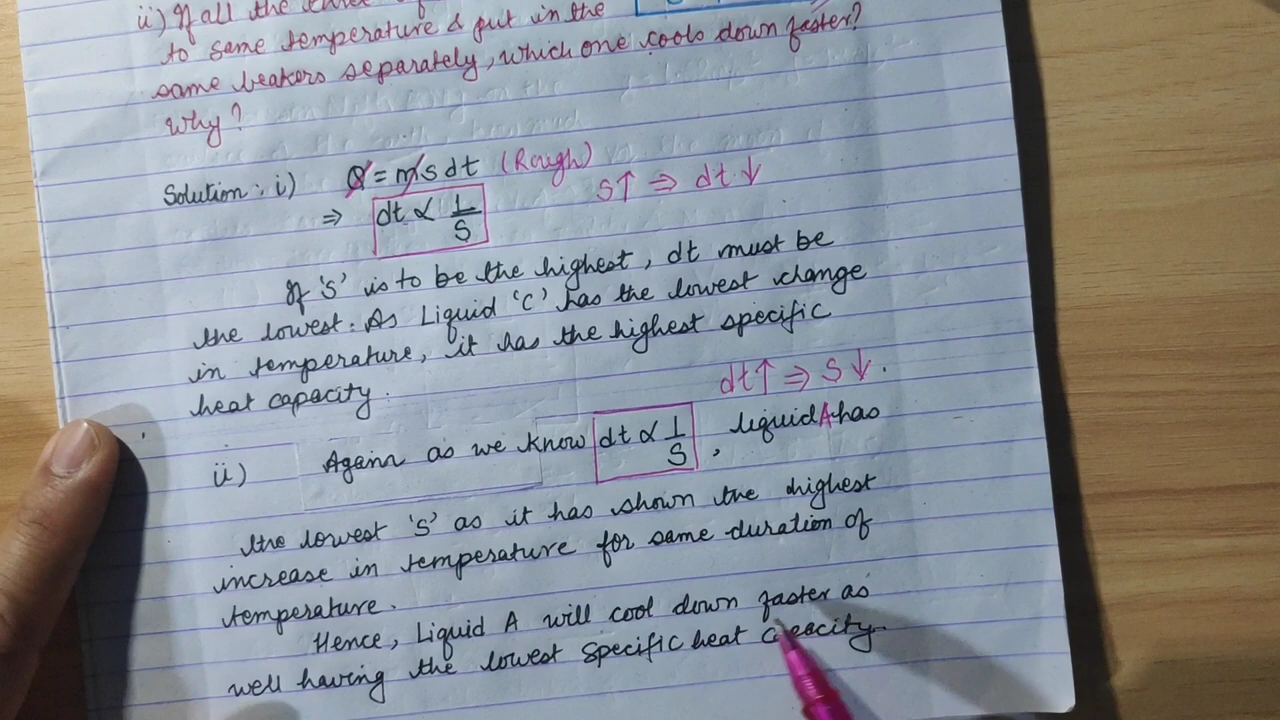 ii) If all the
to same temperature & put in the
same beakers separately, which one cools down faster?
Why?
Solution: i) Q = m s dt (Rough)
S↑ ⇒ dt ↓
⇒ dt ∝ 1/S
If 'S' is to be the highest, dt must be
the lowest. As Liquid 'C' has the lowest change
in temperature, it has the highest specific
heat capacity.
dt↑ ⇒ S↓.
ii) Again as we know dt ∝ 1/S, liquid A has
the lowest 'S' as it has shown the highest
increase in temperature for same duration of
temperature.
Hence, Liquid A will cool down faster as
well having the lowest specific heat capacity.